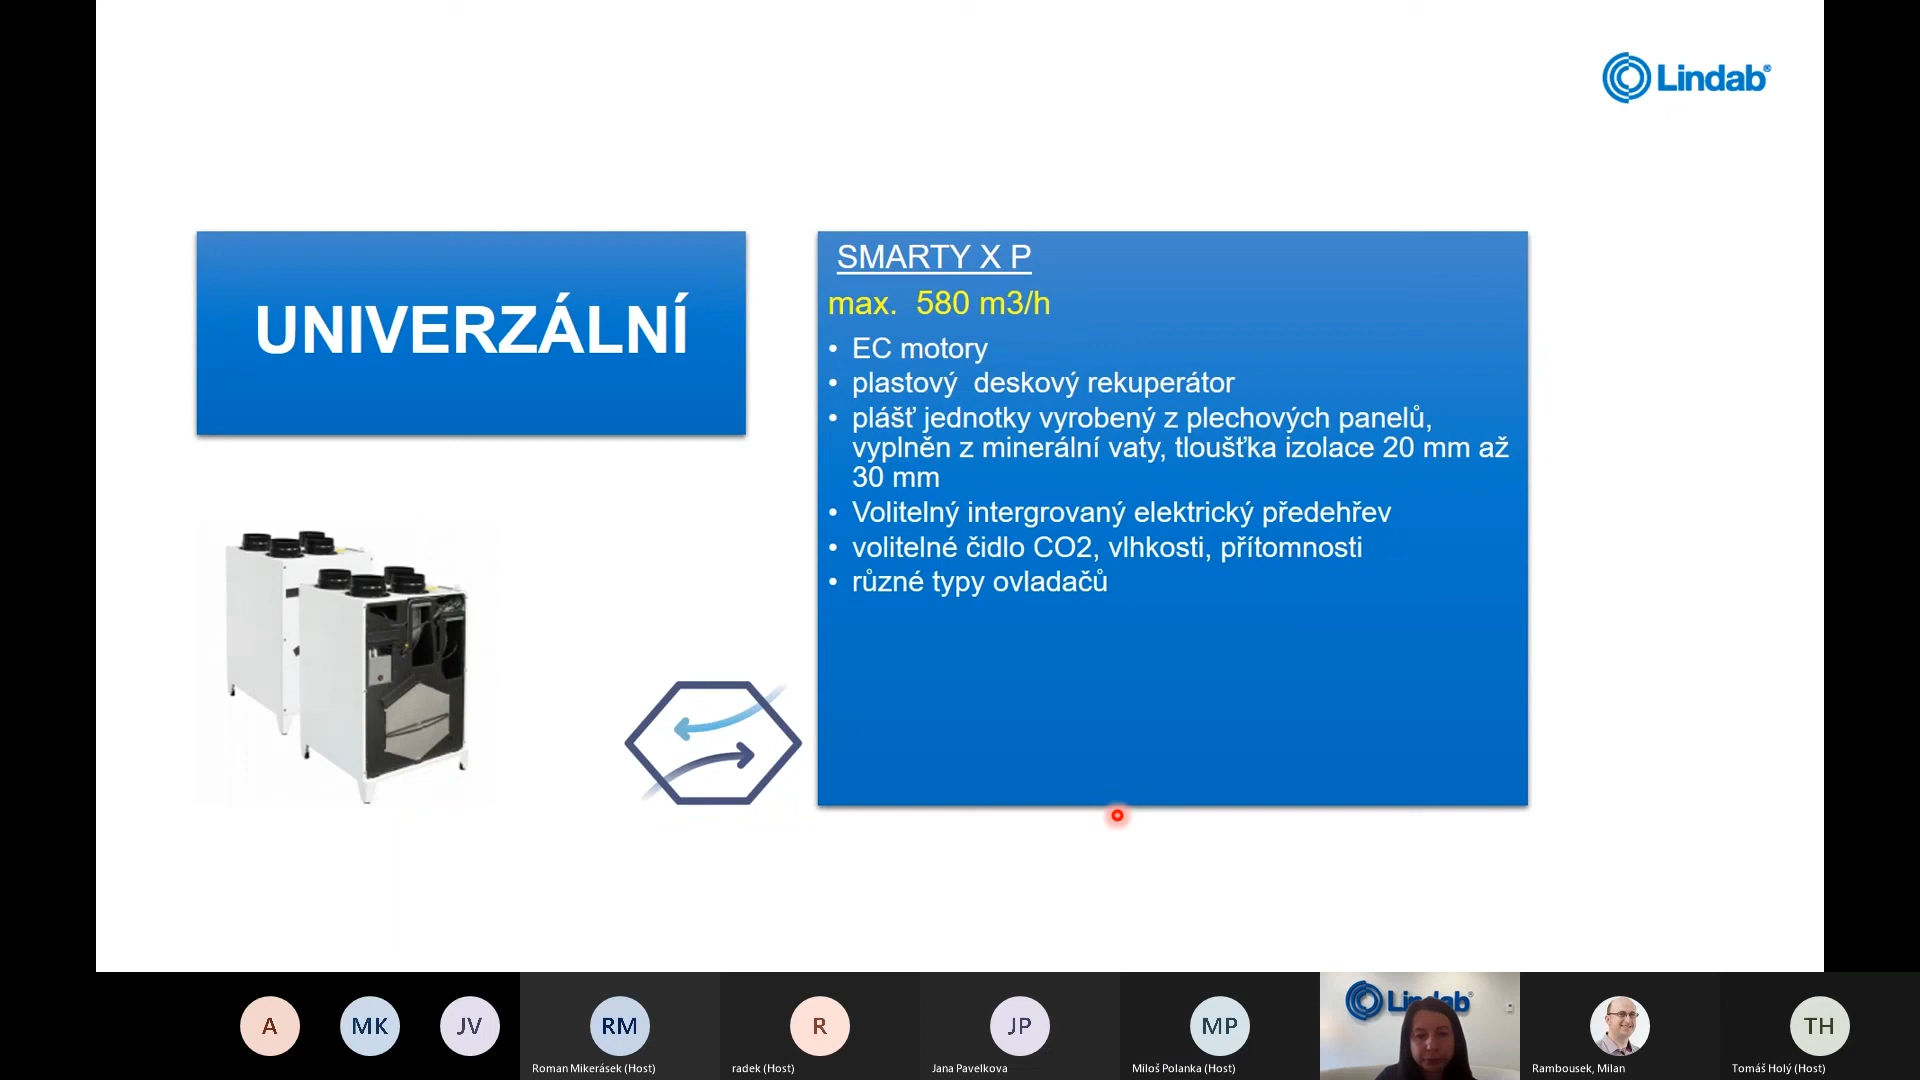 Lindab®
UNIVERZÁLNÍ
SMARTY X P
max.  580 m3/h
• EC motory
• plastový  deskový rekuperátor
• plášť jednotky vyrobený z plechových panelů,
vyplněn z minerální vaty, tloušťka izolace 20 mm až
30 mm
• Volitelný intergrovaný elektrický předehřev
• volitelné čidlo CO2, vlhkosti, přítomnosti
• různé typy ovladačů
A
MK
JV
RM
Roman Mikerásek (Host)
R
radek (Host)
JP
Jana Pavelkova
MP
Miloš Polanka (Host)
Lindab®
Rambousek, Milan
TH
Tomáš Holý (Host)